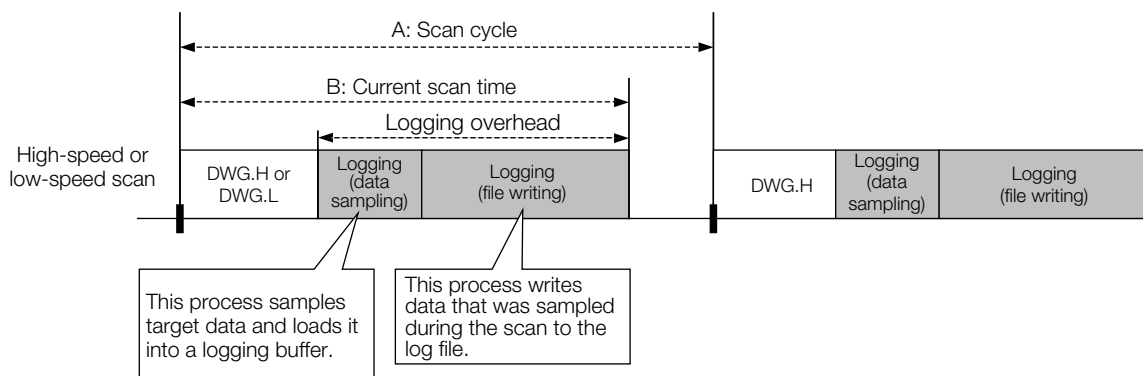 A: Scan cycle
B: Current scan time
Logging overhead
High-speed or
low-speed scan
DWG.H or
DWG.L
Logging
(data
sampling)
Logging
(file writing)
DWG.H
Logging
(data
sampling)
Logging
(file writing)
This process samples
target data and loads it
into a logging buffer.
This process writes
data that was sampled
during the scan to the
log file.